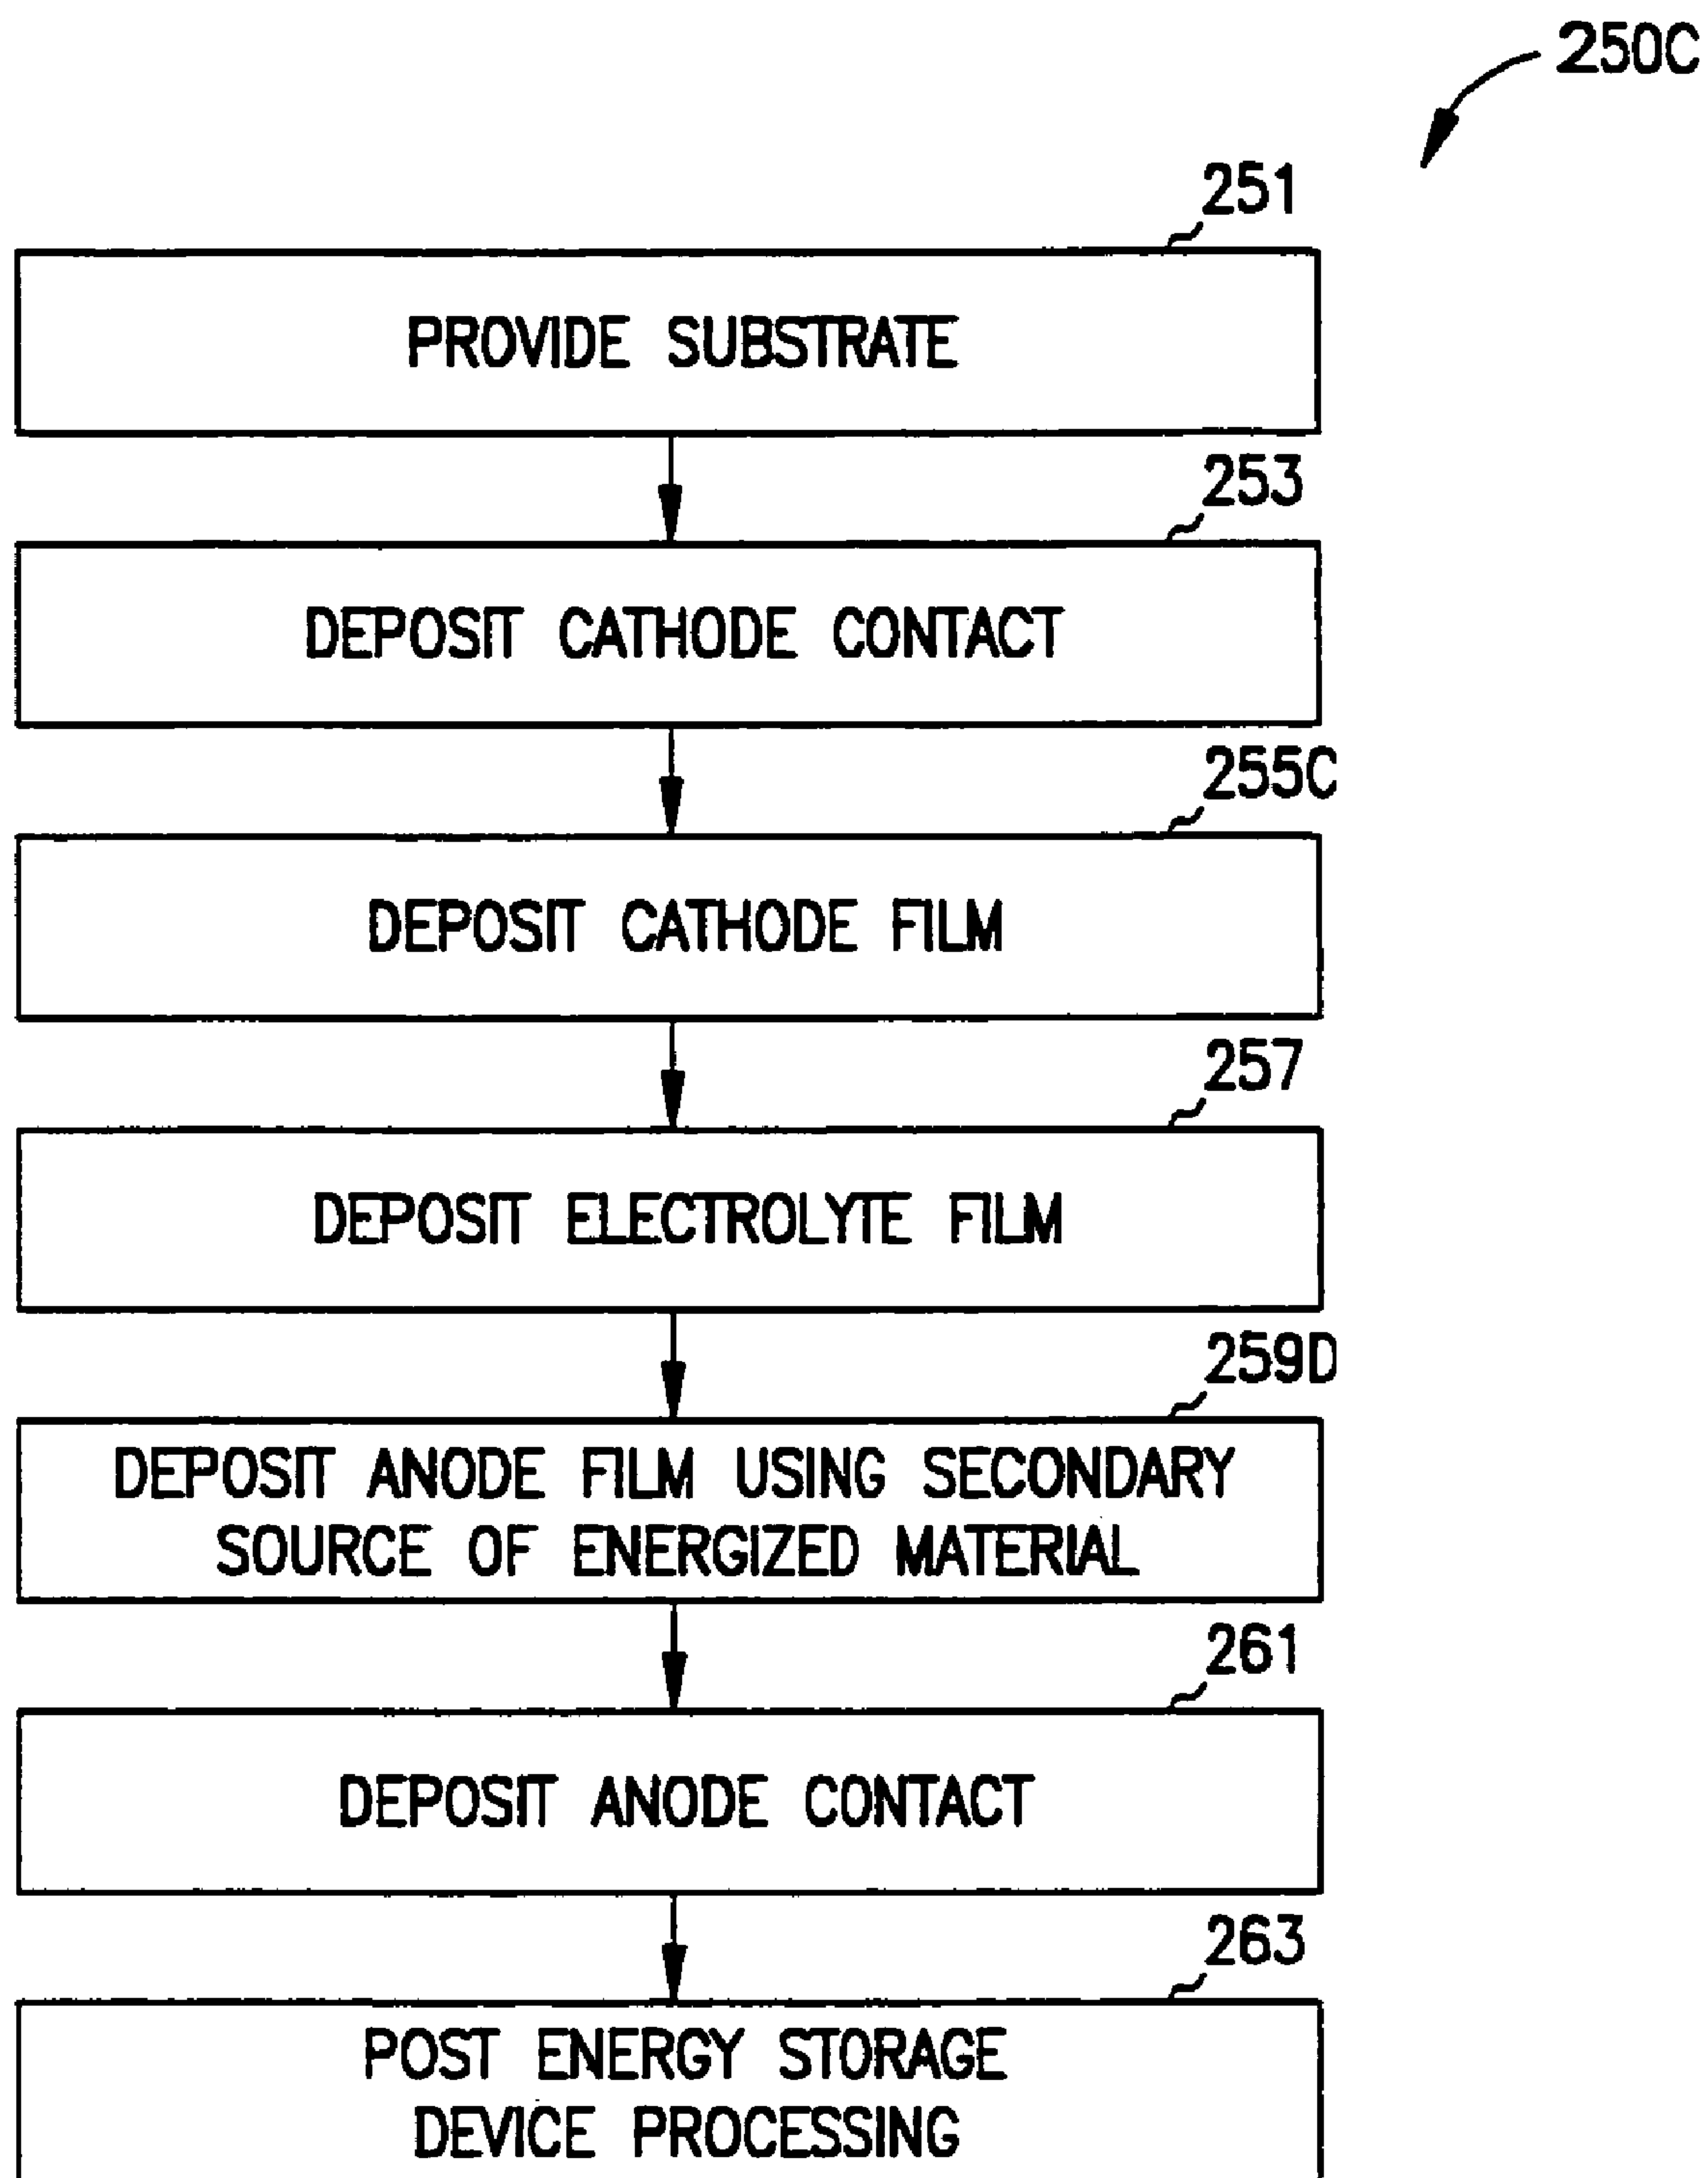 250C
251
PROVIDE SUBSTRATE
253
DEPOSIT CATHODE CONTACT
255C
DEPOSIT CATHODE FILM
257
DEPOSIT ELECTROLYTE FILM
259D
DEPOSIT ANODE FILM USING SECONDARY
SOURCE OF ENERGIZED MATERIAL
261
DEPOSIT ANODE CONTACT
263
POST ENERGY STORAGE
DEVICE PROCESSING